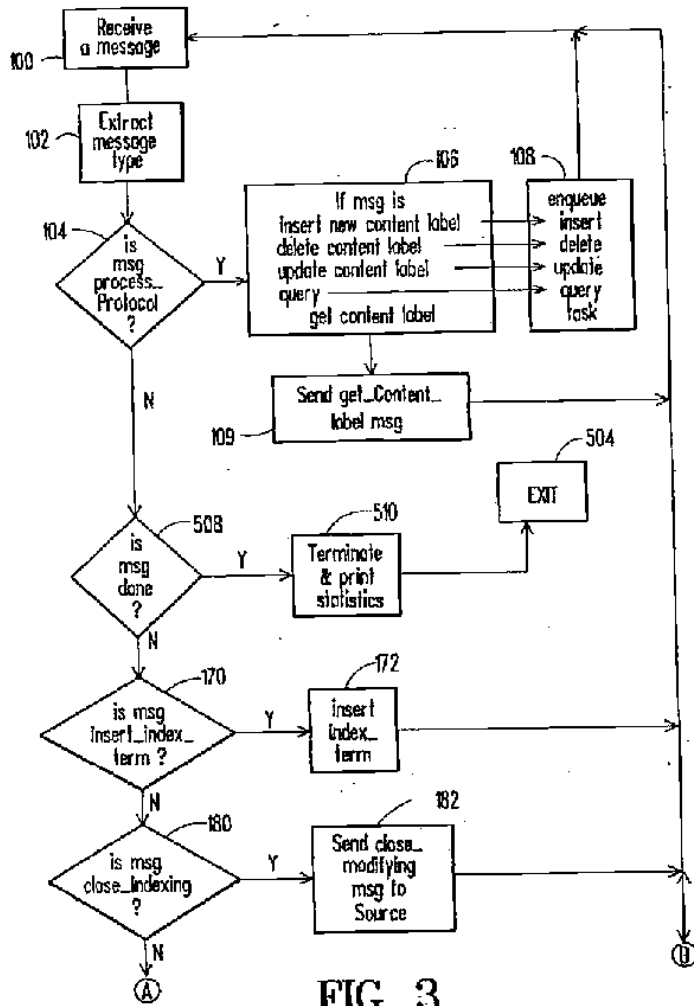 Receive
a message
100
Extract
message
type
102
106
108
104
is
msg
process_
Protocol
?
Y
If msg is
insert new content label
delete content label
update content label
query
get content label
enqueue
insert
delete
update
query
task
N
Send get_Content_
label msg
109
504
EXIT
508
is
msg
done
?
Y
510
Terminate
& print
statistics
N
170
is msg
insert_index_
term ?
Y
172
insert
index_
term
N
180
is msg
close_indexing
?
Y
182
Send close_
modifying
msg to
Source
N
A
B
FIG. 3